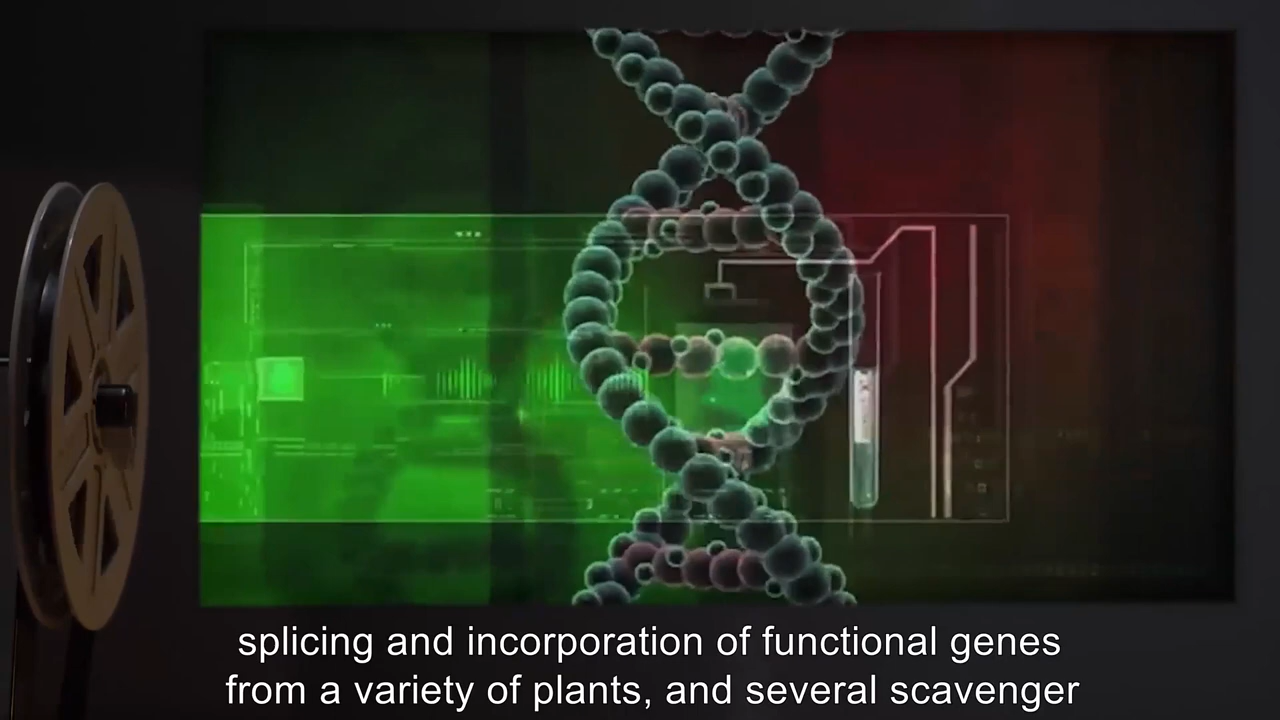 splicing and incorporation of functional genes
from a variety of plants, and several scavenger